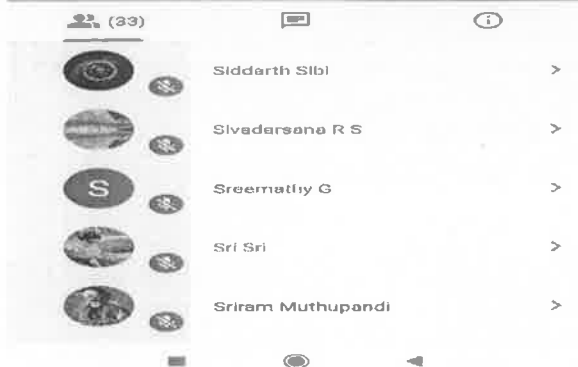 (33)
Siddarth Sibi
Sivadarsana R S
S
Sreemathy G
Sri Sri
Sriram Muthupandi